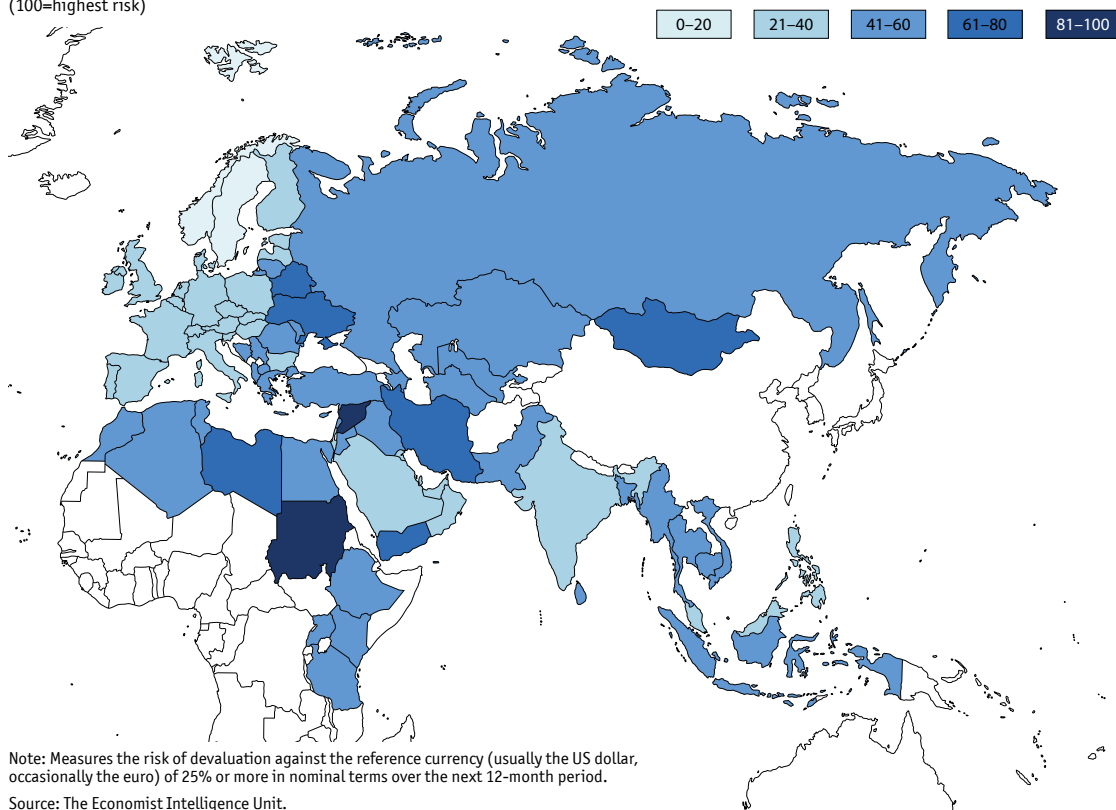 (100=highest risk)
0–20 21–40 41–60 61–80 81–100
Note: Measures the risk of devaluation against the reference currency (usually the US dollar,
occasionally the euro) of 25% or more in nominal terms over the next 12-month period.
Source: The Economist Intelligence Unit.